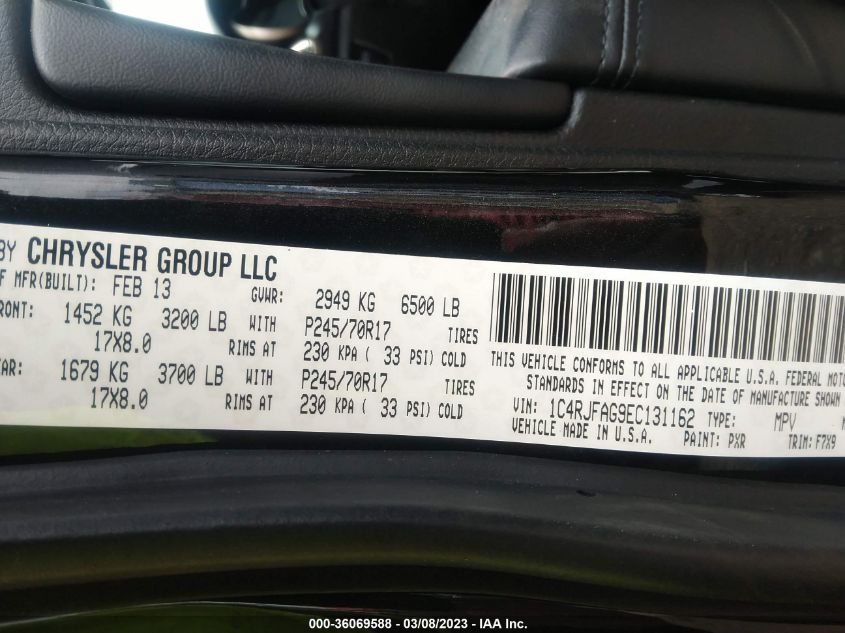 BY CHRYSLER GROUP LLC
F MFR(BUILT): FEB 13 GVWR: 2949 KG 6500 LB
RONT: 1452 KG 3200 LB WITH P245/70R17 TIRES
17X8.0 RIMS AT 230 KPA ( 33 PSI) COLD
EAR: 1679 KG 3700 LB WITH P245/70R17 TIRES
17X8.0 RIMS AT 230 KPA ( 33 PSI) COLD
THIS VEHICLE CONFORMS TO ALL APPLICABLE U.S.A. FEDERAL MOTO
STANDARDS IN EFFECT ON THE DATE OF MANUFACTURE SHOWN
VIN: 1C4RJFAG9EC131162 TYPE: MPV
VEHICLE MADE IN U.S.A. PAINT: PXR TRIM: F7X9
000-36069588 - 03/08/2023 - IAA Inc.